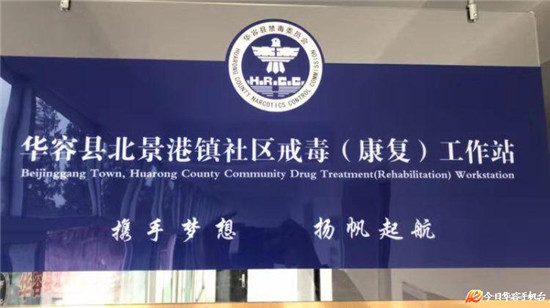 华容县禁毒委员会
HUARONG COUNTY NARCOTICS CONTROL COMMISSION
H.R.C.C
华容县北景港镇社区戒毒（康复）工作站
Beijinggang Town, Huarong County Community Drug Treatment(Rehabilitation) Workstation
携手梦想 扬帆起航
今日华容手机台